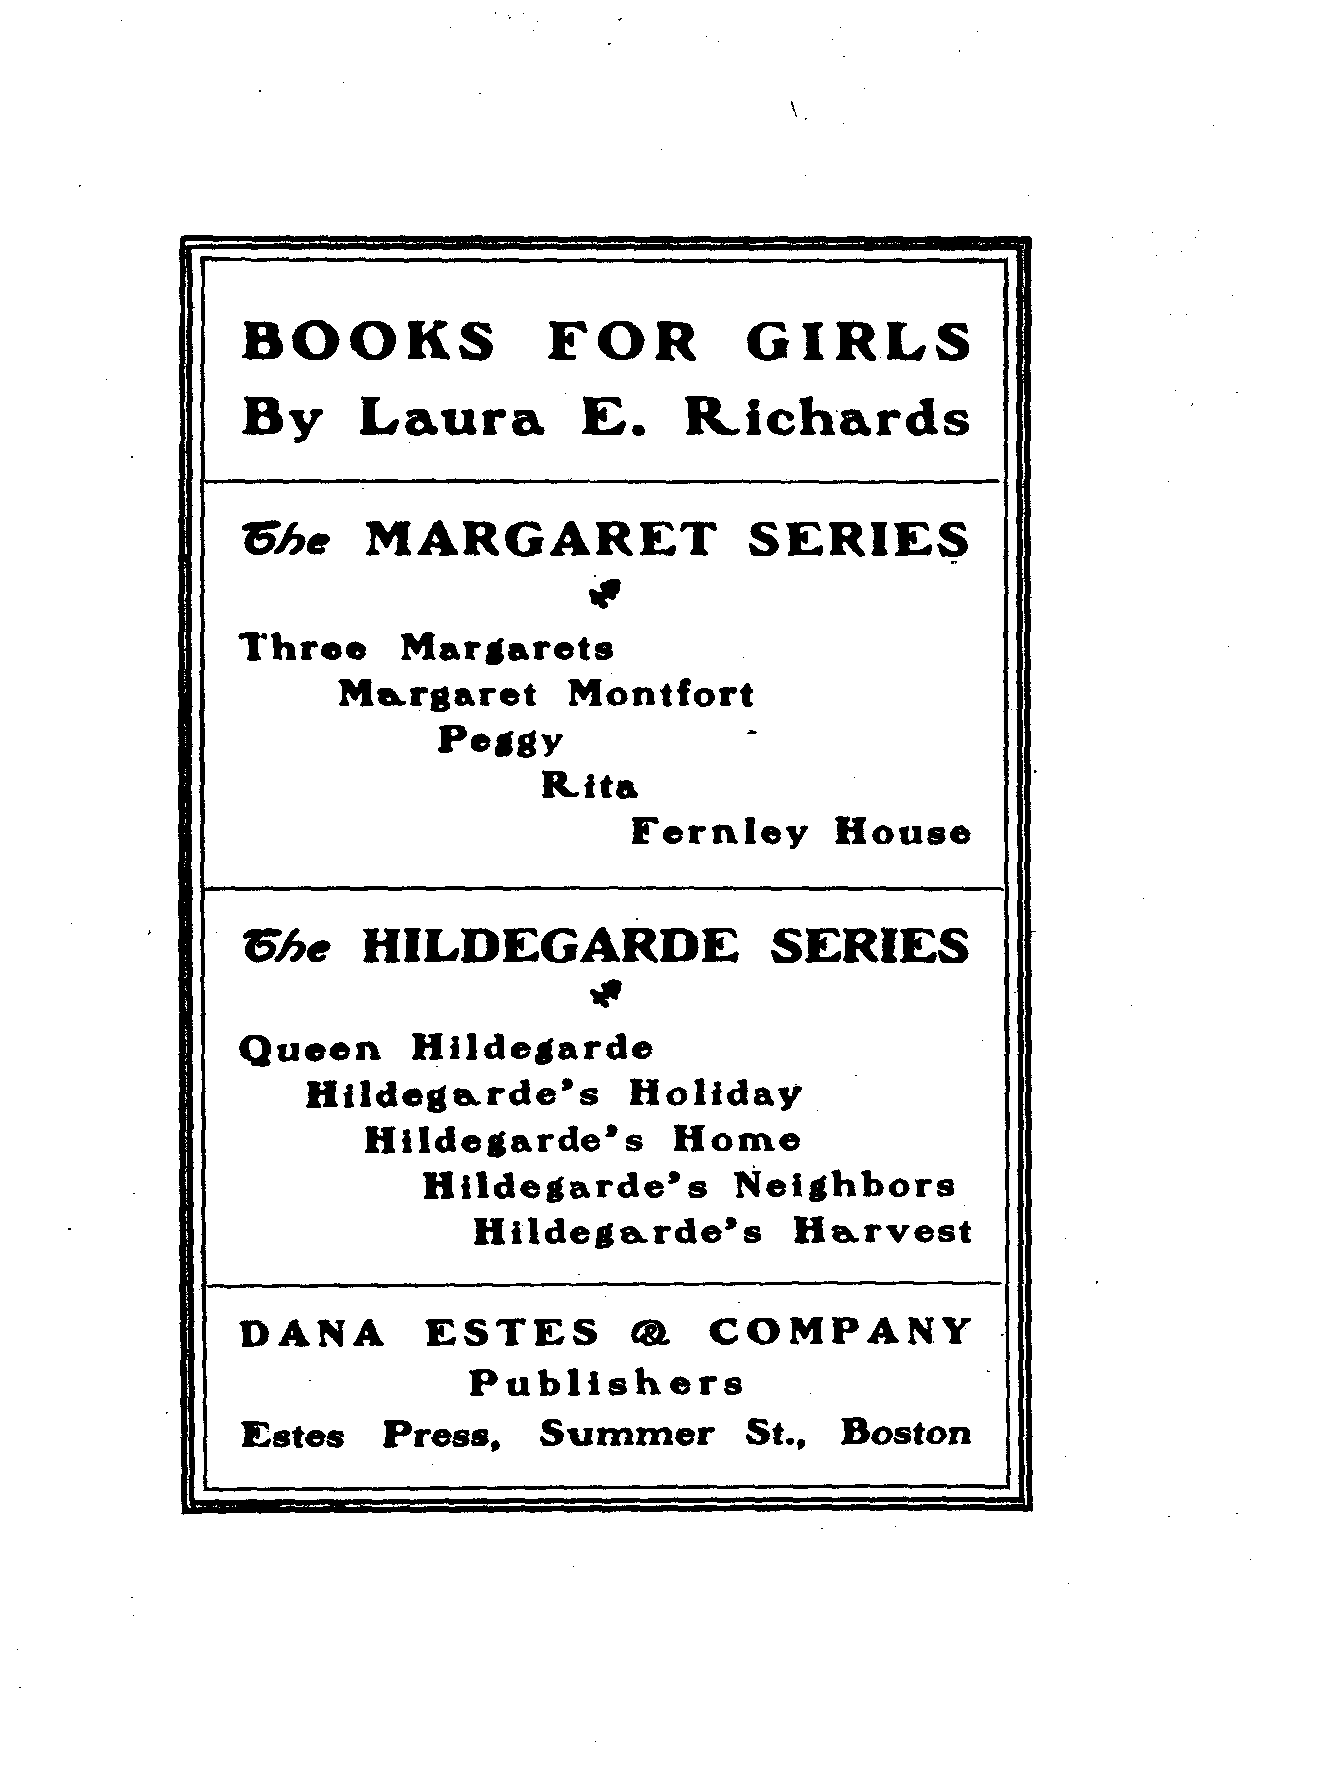 BOOKS FOR GIRLS
By Laura E. Richards
The MARGARET SERIES
Three Margarets
Margaret Montfort
Peggy
Rita
Fernley House
The HILDEGARDE SERIES
Queen Hildegarde
Hildegarde's Holiday
Hildegarde's Home
Hildegarde's Neighbors
Hildegarde's Harvest
DANA ESTES & COMPANY
Publishers
Estes Press, Summer St., Boston